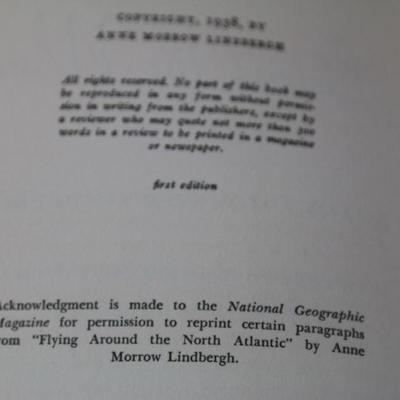 COPYRIGHT, 1938, BY
ANNE MORROW LINDBERGH
All rights reserved. No part of this book may
be reproduced in any form without permis-
sion in writing from the publishers, except by
a reviewer who may quote not more than 300
words in a review to be printed in a magazine
or newspaper.
first edition
Acknowledgment is made to the National Geographic
Magazine for permission to reprint certain paragraphs
from "Flying Around the North Atlantic" by Anne
Morrow Lindbergh.